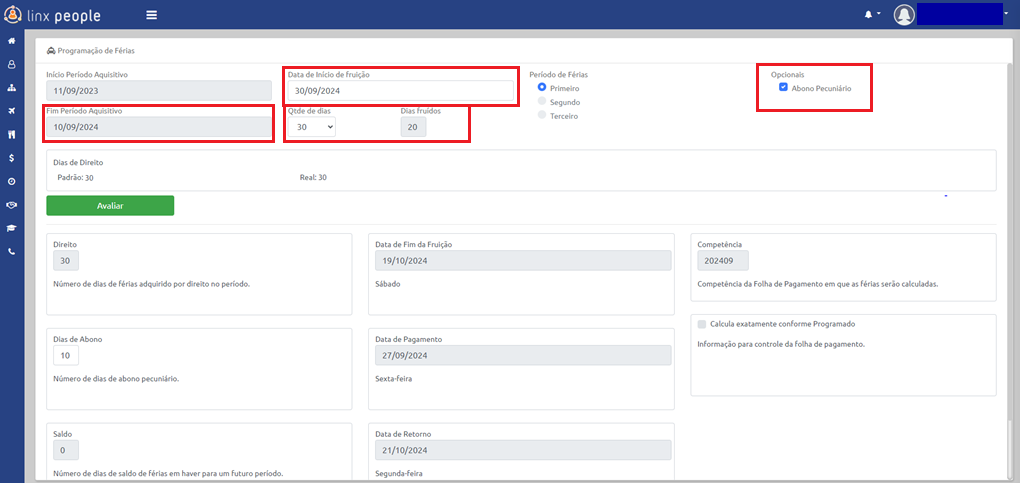 linx people
Programação de Férias
Início Período Aquisitivo
11/09/2023
Data de Início de fruição
30/09/2024
Período de Férias
Primeiro
Segundo
Terceiro
Opcionais
Abono Pecuniário
Fim Período Aquisitivo
10/09/2024
Qtde de dias
30
Dias fruidos
20
Dias de Direito
Padrão: 30
Real: 30
Avaliar
Direito
30
Número de dias de férias adquirido por direito no período.
Data de Fim da Fruição
19/10/2024
Sábado
Competência
202409
Competência da Folha de Pagamento em que as férias serão calculadas.
Dias de Abono
10
Número de dias de abono pecuniário.
Data de Pagamento
27/09/2024
Sexta-feira
Calcula exatamente conforme Programado
Informação para controle da folha de pagamento.
Saldo
0
Número de dias de saldo de férias em haver para um futuro período.
Data de Retorno
21/10/2024
Segunda-feira